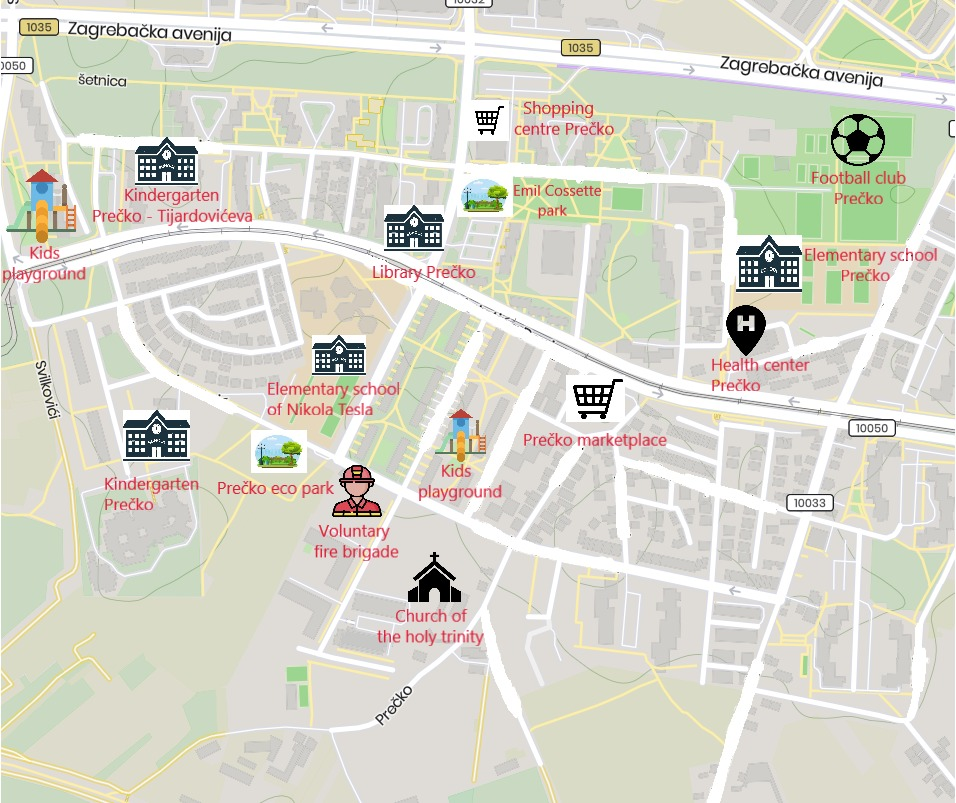 1035
Zagrebačka avenija
1035
Zagrebačka avenija
šetnica
Shopping
centre Prečko
Football club
Prečko
Kindergarten
Prečko - Tijardovićeva
Emil Cossette
park
Kids
playground
Library Prečko
Elementary school
Prečko
H
Health center
Prečko
Svilkovići
Elementary school
of Nikola Tesla
Prečko marketplace
10050
Kindergarten
Prečko
Prečko eco park
Kids
playground
10033
Voluntary
fire brigade
Church of
the holy trinity
Prečko